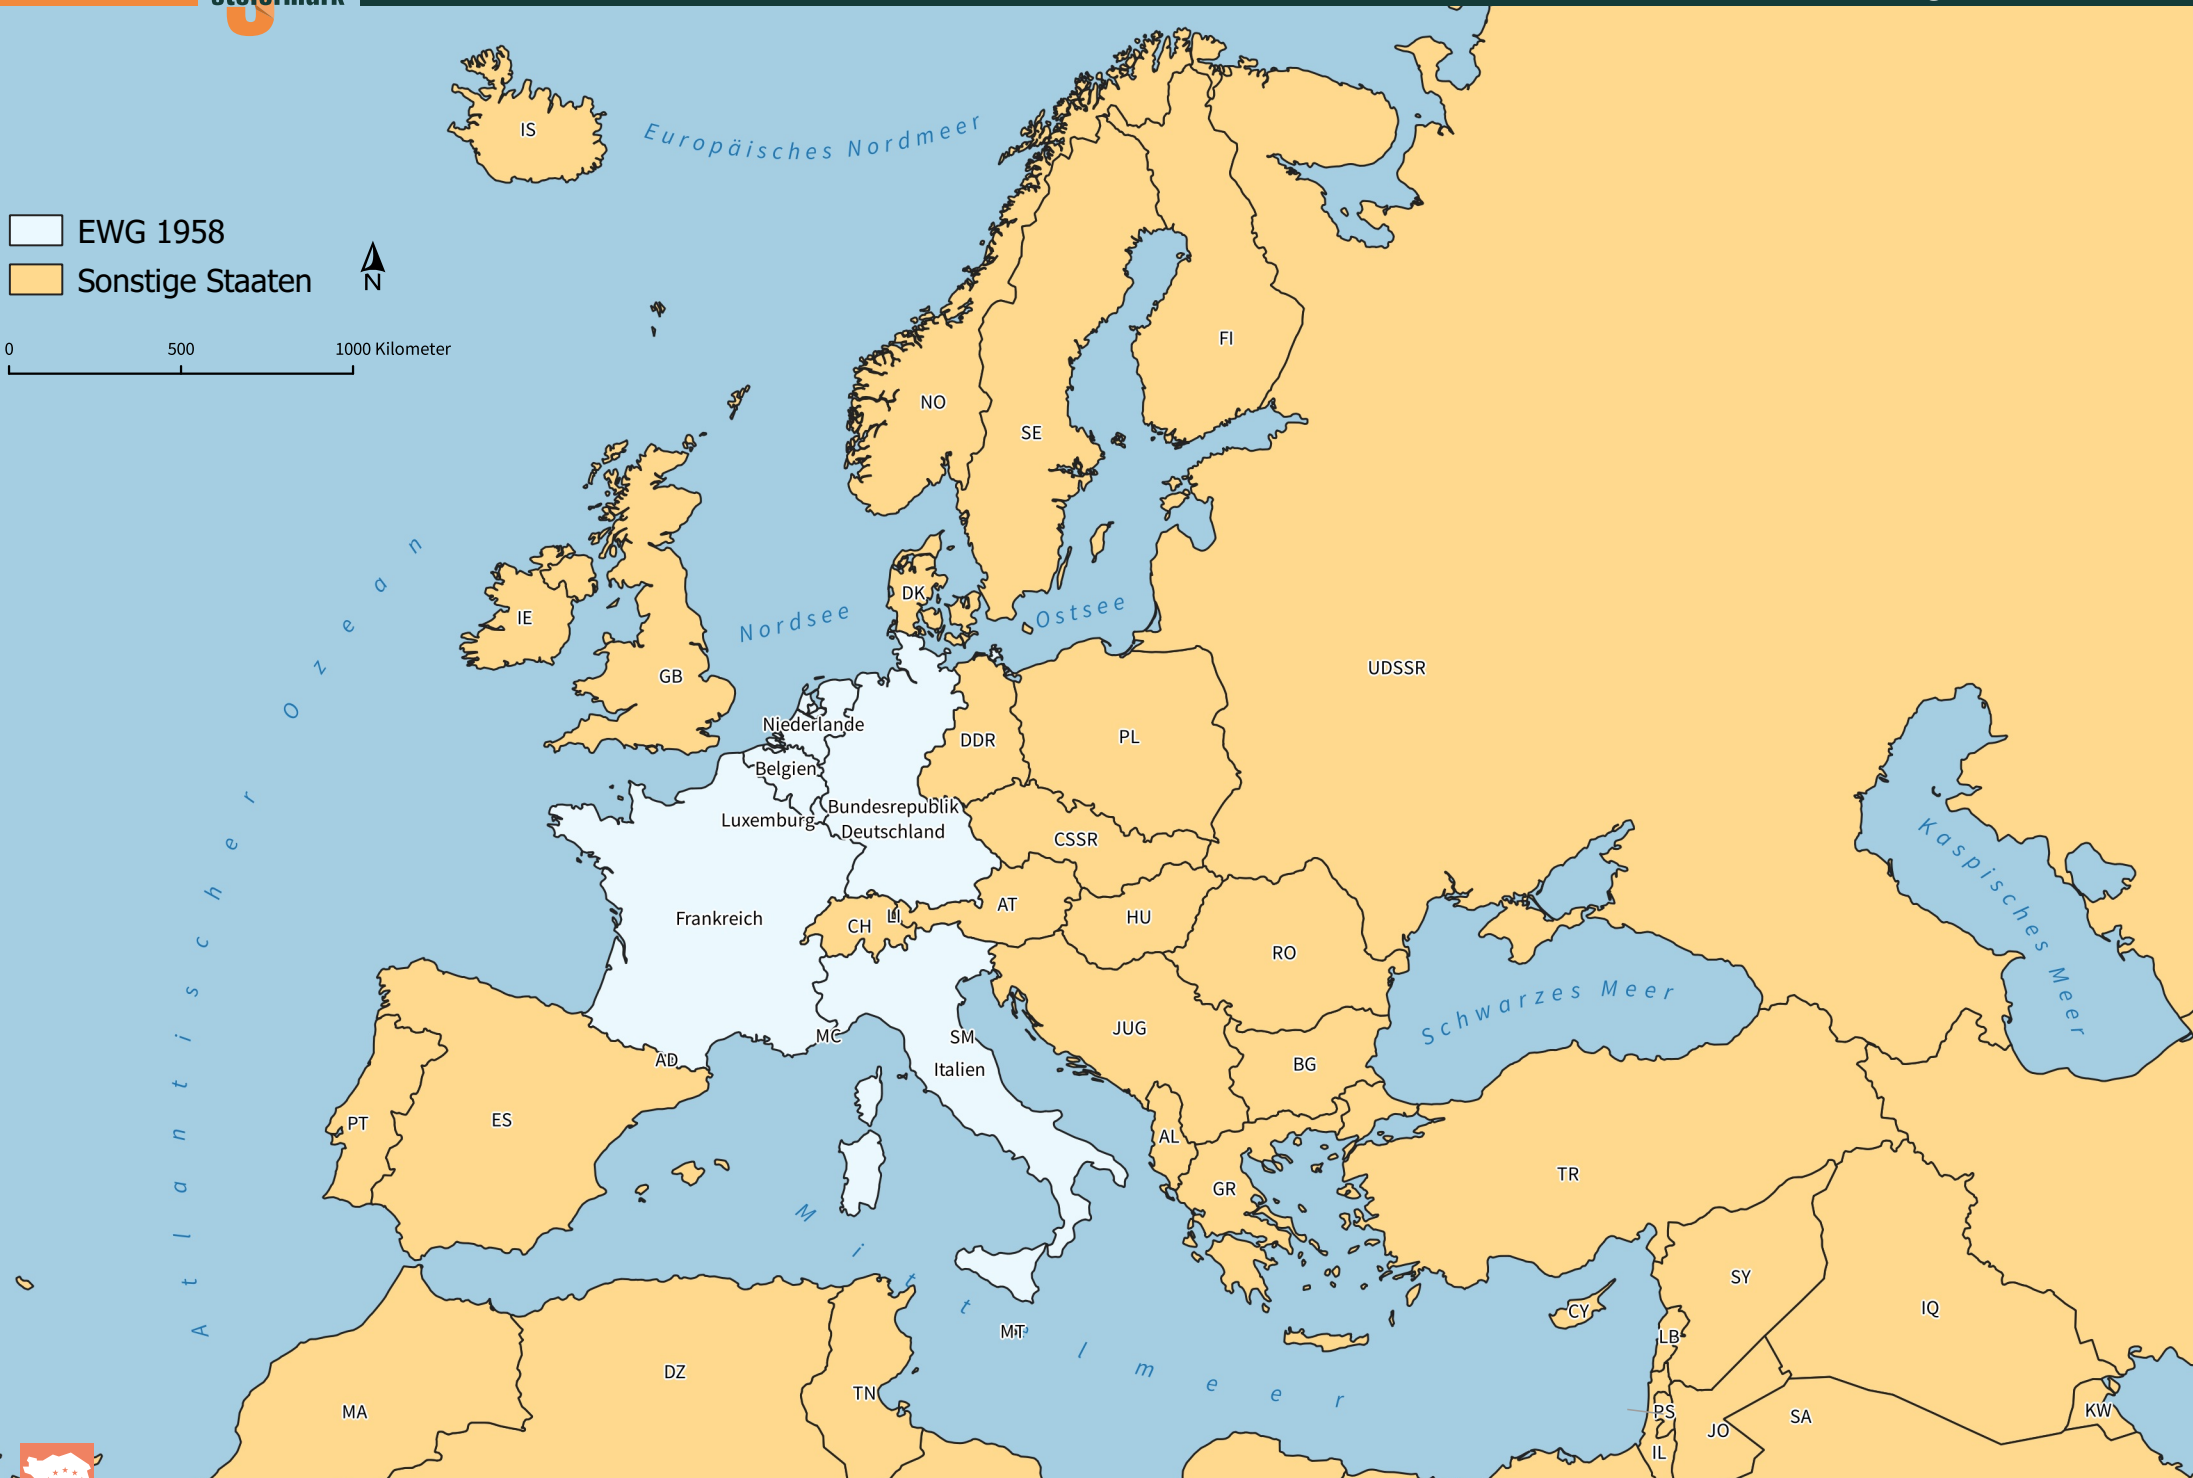 steiermark
IS
Europäisches Nordmeer
EWG 1958
Sonstige Staaten
N
0 500 1000 Kilometer
FI
NO
SE
Atlantischer Ozean
DK
IE
Nordsee
Ostsee
GB
UDSSR
Niederlande
DDR
PL
Belgien
Bundesrepublik
Deutschland
Luxemburg
CSSR
Kaspisches Meer
AT
LI
HU
Frankreich
CH
RO
Schwarzes Meer
JUG
MC
SM
AD
Italien
BG
PT
ES
AL
TR
GR
Mittelmeer
SY
IQ
CY
MT
LB
DZ
TN
MA
PS
KW
SA
JO
IL